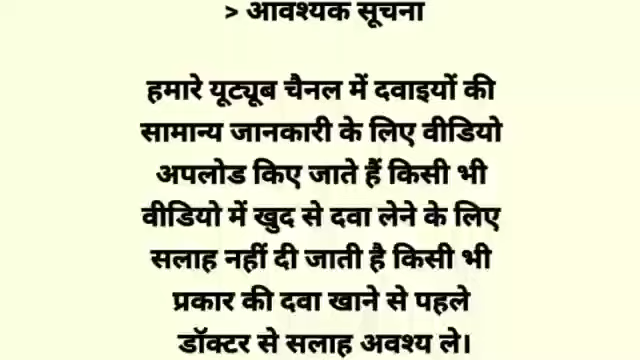 > आवश्यक सूचना
हमारे यूट्यूब चैनल में दवाइयों की
सामान्य जानकारी के लिए वीडियो
अपलोड किए जाते हैं किसी भी
वीडियो में खुद से दवा लेने के लिए
सलाह नहीं दी जाती है किसी भी
प्रकार की दवा खाने से पहले
डॉक्टर से सलाह अवश्य ले।